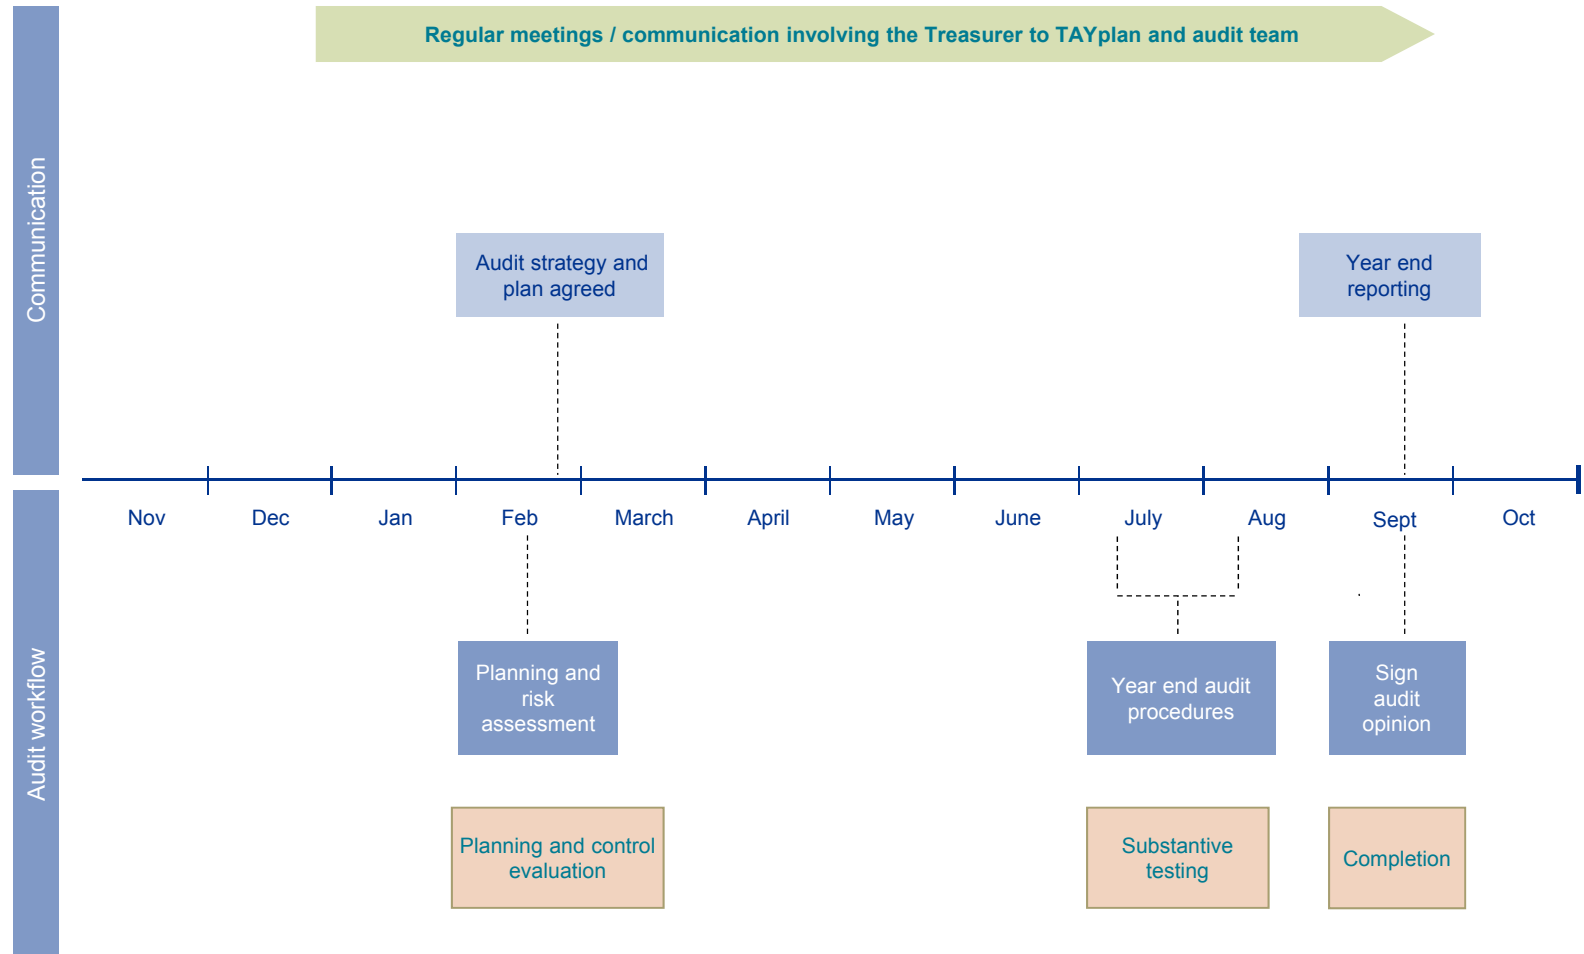 Regular meetings / communication involving the Treasurer to TAYplan and audit team
Communication
Audit strategy and
plan agreed
Year end
reporting
Nov Dec Jan Feb March April May June July Aug Sept Oct
Audit workflow
Planning and
risk
assessment
Year end audit
procedures
Sign
audit
opinion
Planning and control
evaluation
Substantive
testing
Completion